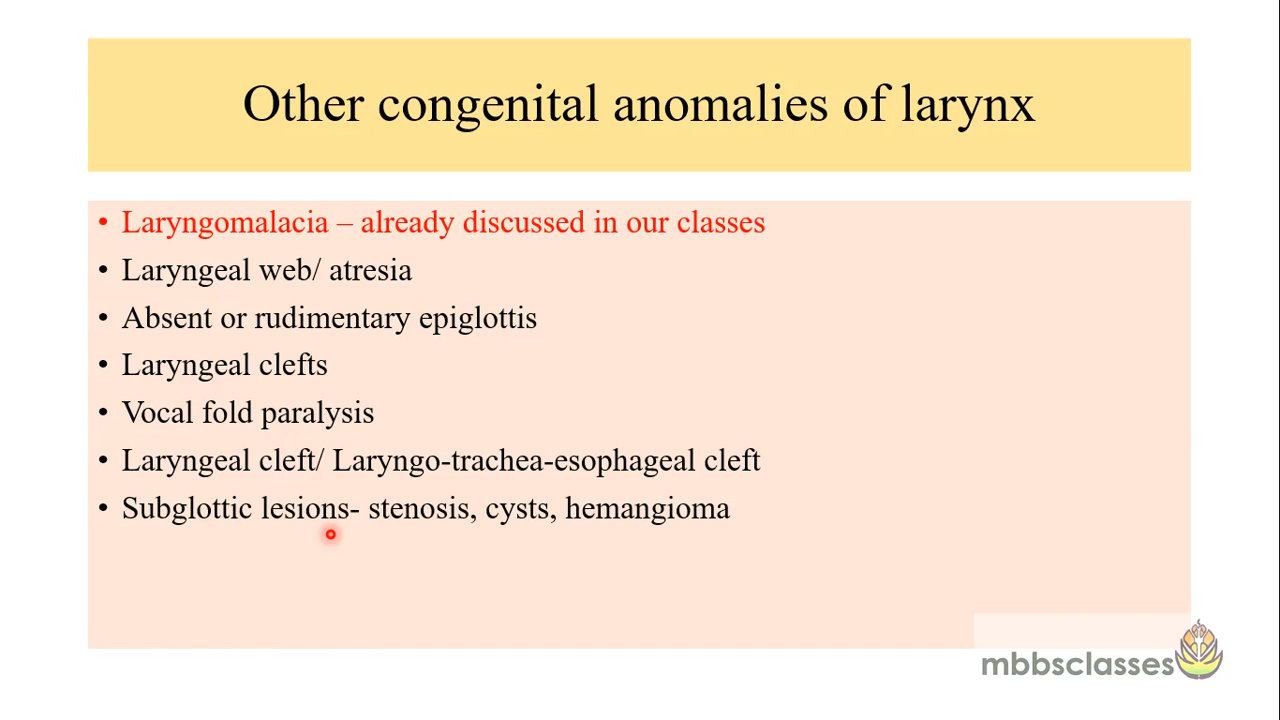 Other congenital anomalies of larynx
• Laryngomalacia – already discussed in our classes
• Laryngeal web/ atresia
• Absent or rudimentary epiglottis
• Laryngeal clefts
• Vocal fold paralysis
• Laryngeal cleft/ Laryngo-trachea-esophageal cleft
• Subglottic lesions- stenosis, cysts, hemangioma
mbbsclasses